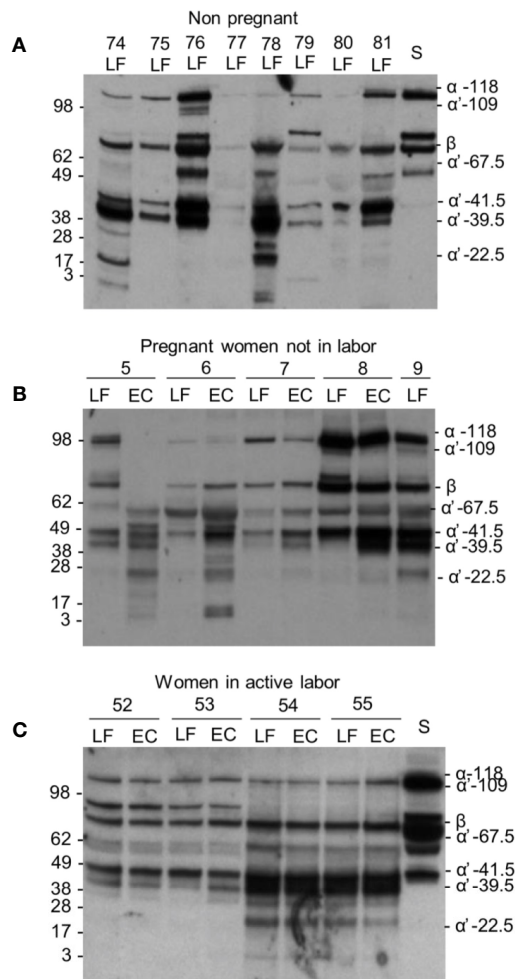 Non pregnant
A
74 75 76 77 78 79 80 81 S
LF LF LF LF LF LF LF LF
98
62
49
38
28
17
3
α -118
α'-109
β
α'-67.5
- α'-41.5
- α'-39.5
- α'-22.5
Pregnant women not in labor
5 6 7 8 9
B
LF EC LF EC LF EC LF EC LF
98 -
62
49 -
38 -
28 -
17 -
3 -
α -118
α'-109
- β
α'-67.5
- α'-41.5
- α'-39.5
- α'-22.5
Women in active labor
52 53 54 55
C
LF EC LF EC LF EC LF EC S
98 -
62 -
49 -
38 -
28 -
17 -
3 -
α-118
α'-109
β
α'-67.5
- α'-41.5
- α'-39.5
- α'-22.5